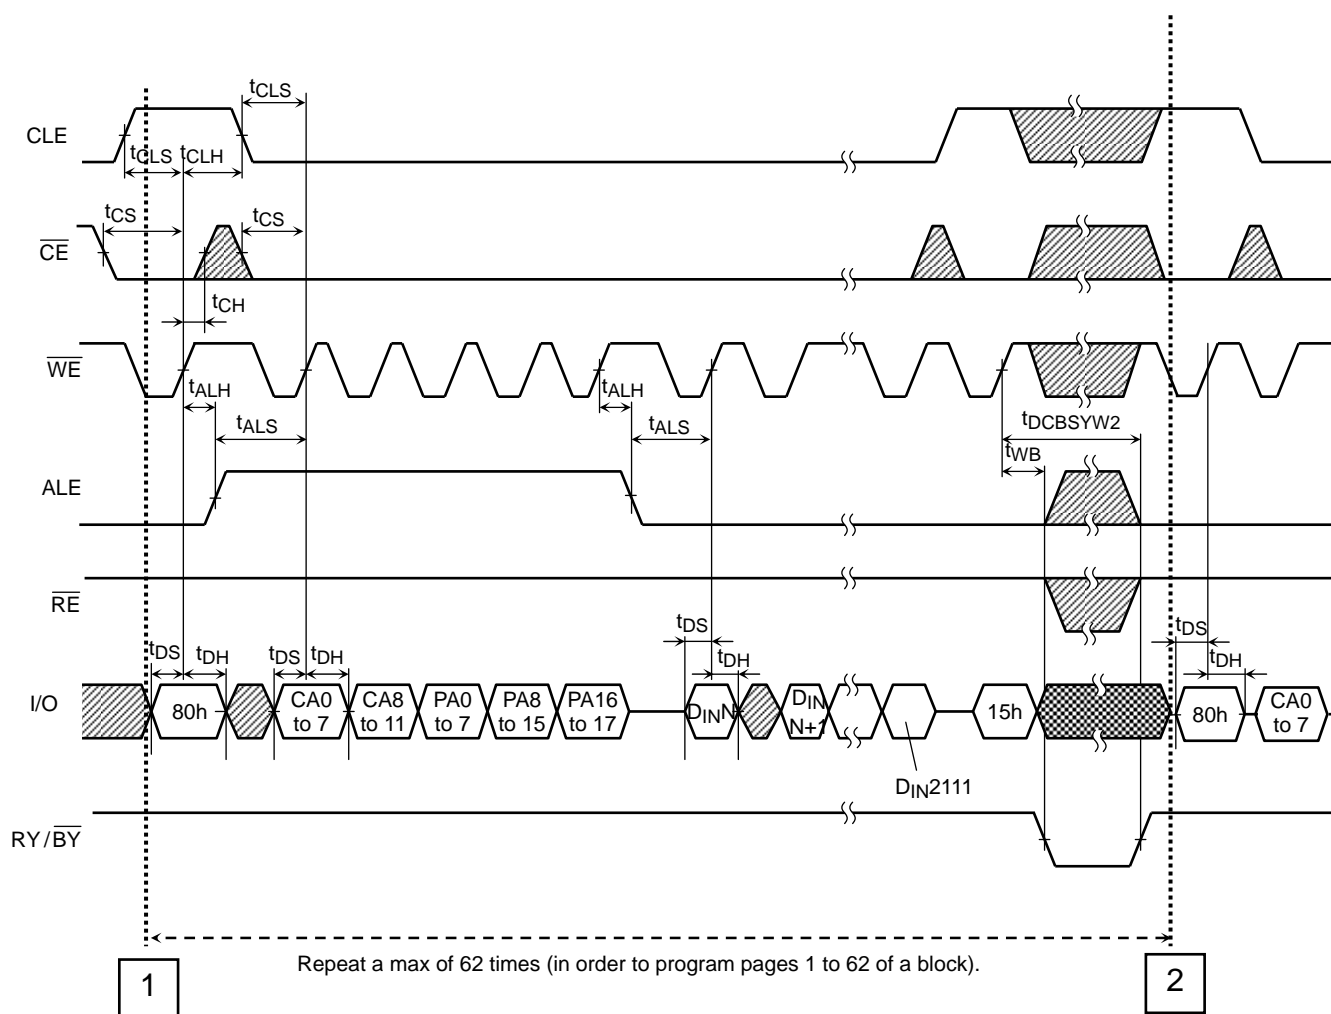 tCLS
CLE
tCLS tCLH
tCS tCS
CE
tCH
WE
tALH tALH
tALS tALS tDCBSYW2
tWB
ALE
RE
tDS tDH tDS tDH tDS tDH tDS tDH
I/O
80h
CA0 to 7
CA8 to 11
PA0 to 7
PA8 to 15
PA16 to 17
DINN
DIN N+1
15h
80h
CA0 to 7
DIN2111
RY/BY
Repeat a max of 62 times (in order to program pages 1 to 62 of a block).
1
2